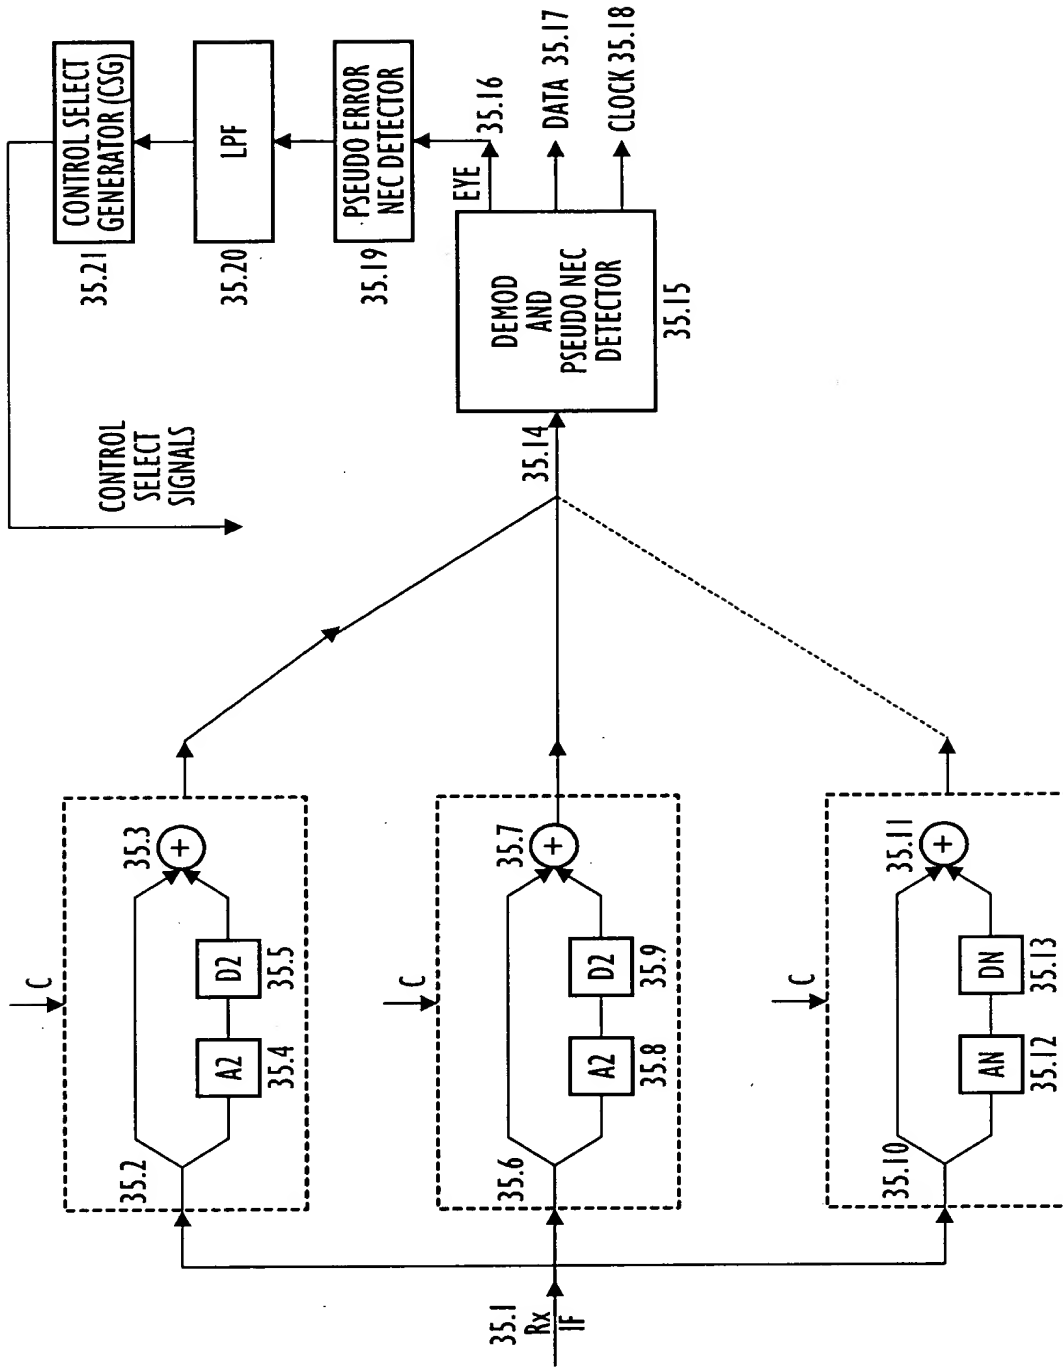 35.1
Rx
IF
35.2
35.3
A2
35.4
D2
35.5
C
35.6
35.7
A2
35.8
D2
35.9
C
35.10
35.11
AN
35.12
DN
35.13
C
35.14
DEMOD
AND
PSEUDO NEC
DETECTOR
35.15
EYE
35.16
DATA 35.17
CLOCK 35.18
PSEUDO ERROR
NEC DETECTOR
35.19
LPF
35.20
CONTROL SELECT
GENERATOR (CSG)
35.21
CONTROL
SELECT
SIGNALS
+
+
+